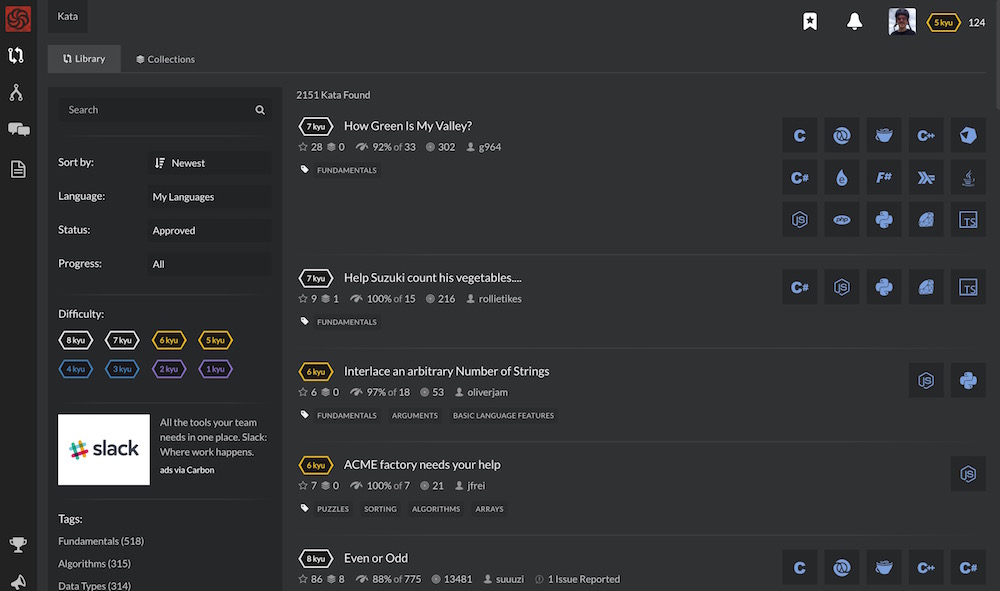 Kata
5 kyu 124
Library
Collections
Search
Sort by: Newest
Language: My Languages
Status: Approved
Progress: All
Difficulty:
8 kyu 7 kyu 6 kyu 5 kyu
4 kyu 3 kyu 2 kyu 1 kyu
slack
All the tools your team
needs in one place. Slack:
Where work happens.
ads via Carbon
Tags:
Fundamentals (518)
Algorithms (315)
Data Types (314)
2151 Kata Found
7 kyu How Green Is My Valley?
28 0 92% of 33 302 g964
FUNDAMENTALS
C C++
C# e F#
JS php TS
7 kyu Help Suzuki count his vegetables....
9 1 100% of 15 216 rollietikes
FUNDAMENTALS
C# JS TS
6 kyu Interlace an arbitrary Number of Strings
6 0 97% of 18 53 oliverjam
FUNDAMENTALS ARGUMENTS BASIC LANGUAGE FEATURES
JS
6 kyu ACME factory needs your help
7 0 100% of 7 21 jfrei
PUZZLES SORTING ALGORITHMS ARRAYS
JS
8 kyu Even or Odd
86 8 88% of 775 13481 suuuzi 1 Issue Reported
C C++ C#